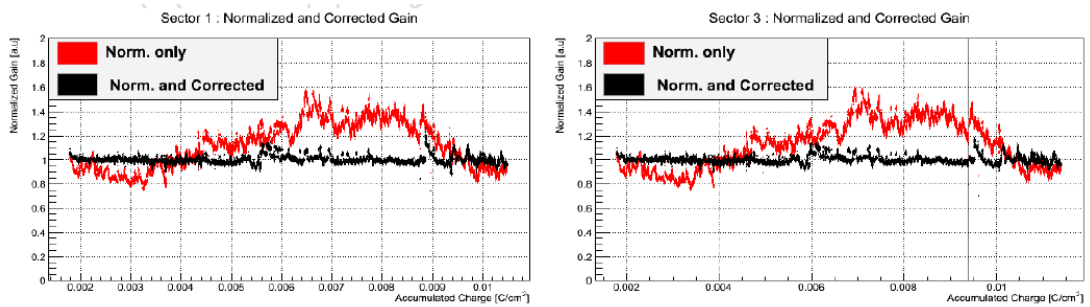 Sector 1 : Normalized and Corrected Gain
Normalized Gain [a.u]
2
1.8
1.6
1.4
1.2
1
0.8
0.6
0.4
0.2
0
Norm. only
Norm. and Corrected
0.002 0.003 0.004 0.005 0.006 0.007 0.008 0.009 0.01
Accumulated Charge [C/cm²]
Sector 3 : Normalized and Corrected Gain
Normalized Gain [a.u]
2
1.8
1.6
1.4
1.2
1
0.8
0.6
0.4
0.2
0
Norm. only
Norm. and Corrected
0.002 0.004 0.006 0.008 0.01
Accumulated Charge [C/cm²]